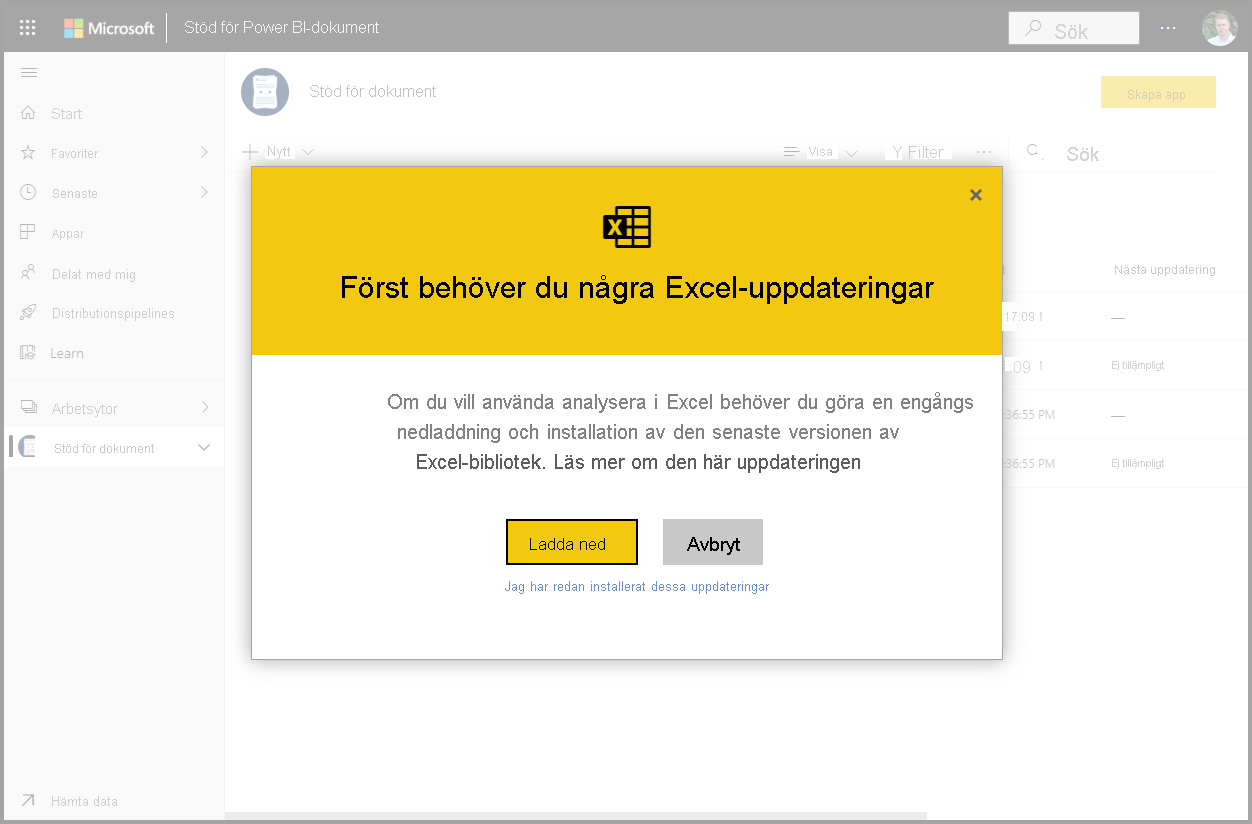 Microsoft
Stöd för Power BI-dokument
Sök
Stöd för dokument
Skapa app
Start
Favoriter
Senaste
Appar
Delat med mig
Distributionspipelines
Learn
Arbetsytor
Stöd för dokument
Hämta data
Nytt
Visa
Filter
Sök
Först behöver du några Excel-uppdateringar
Om du vill använda analysera i Excel behöver du göra en engångs
nedladdning och installation av den senaste versionen av
Excel-bibliotek. Läs mer om den här uppdateringen
Ladda ned
Avbryt
Jag har redan installerat dessa uppdateringar
Nästa uppdatering
17:09 —
:09 Ej tillämpligt
:36:55 PM —
:36:55 PM Ej tillämpligt